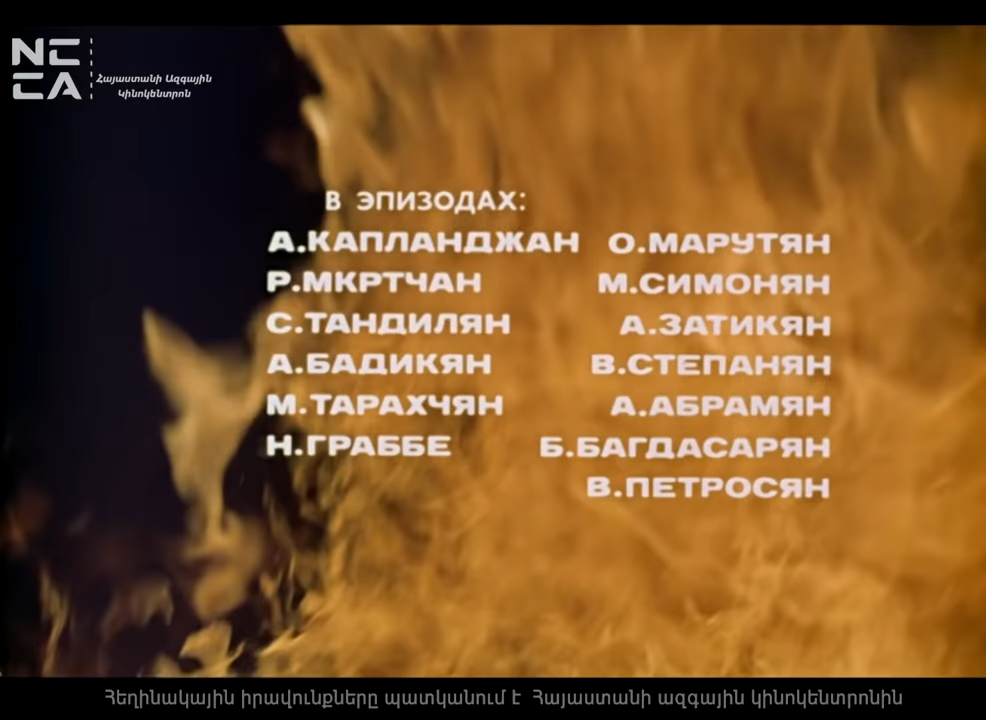 NC
CA
Հայաստանի Ազգային
Կինոկենտրոն
В ЭПИЗОДАХ:
А.КАПЛАНДЖАН О.МАРУТЯН
Р.МКРТЧАН М.СИМОНЯН
С.ТАНДИЛЯН А.ЗАТИКЯН
А.БАДИКЯН В.СТЕПАНЯН
М.ТАРАХЧЯН А.АБРАМЯН
Н.ГРАББЕ Б.БАГДАСАРЯН
В.ПЕТРОСЯН
Հեղինակային իրավունքները պատկանում է Հայաստանի ազգային կինոկենտրոնին